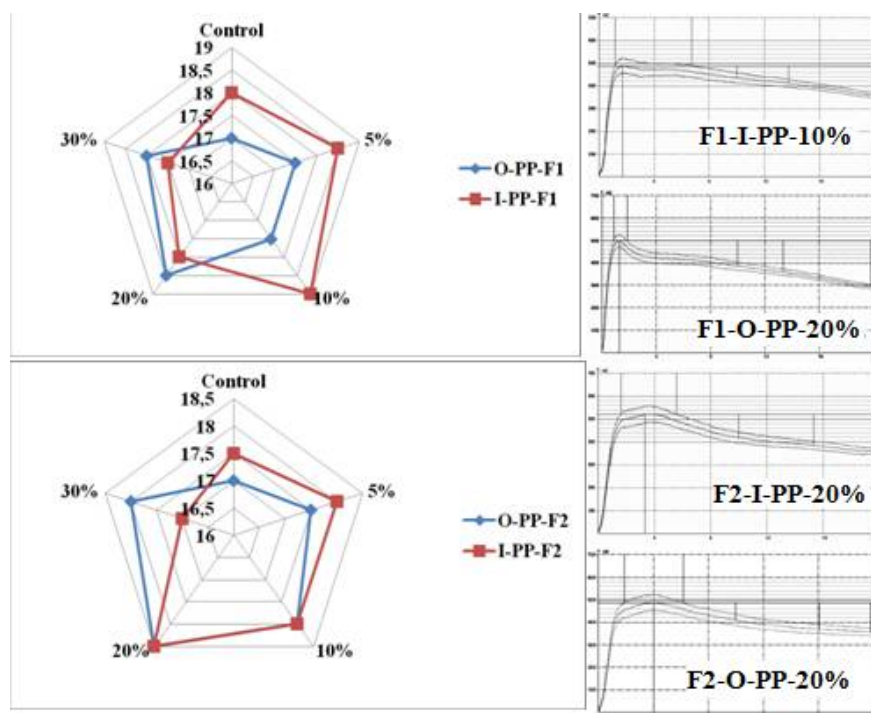 Control
19
18,5
18
17,5
17
16,5
16
5%
10%
20%
30%
O-PP-F1
I-PP-F1
F1-I-PP-10%
F1-O-PP-20%
Control
18,5
18
17,5
17
16,5
16
5%
10%
20%
30%
O-PP-F2
I-PP-F2
F2-I-PP-20%
F2-O-PP-20%